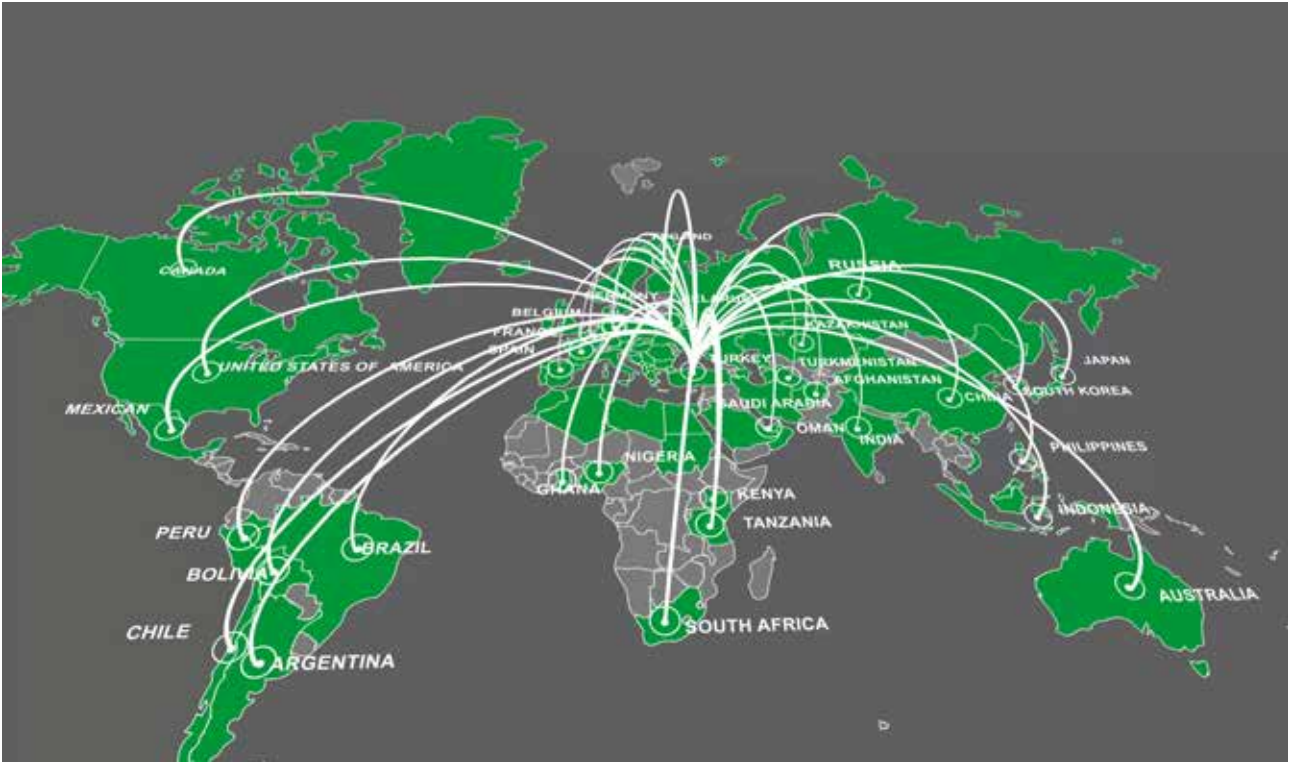 CANADA
RUSSIA
BELGIUM
FRANCE
SPAIN
KAZAKHSTAN
UNITED STATES OF AMERICA
TURKEY
TURKMENISTAN
JAPAN
AFGHANISTAN
SOUTH KOREA
CHINA
MEXICAN
SAUDI ARABIA
OMAN
INDIA
PHILIPPINES
NIGERIA
GHANA
KENYA
INDONESIA
TANZANIA
PERU
BRAZIL
BOLIVIA
AUSTRALIA
CHILE
SOUTH AFRICA
ARGENTINA